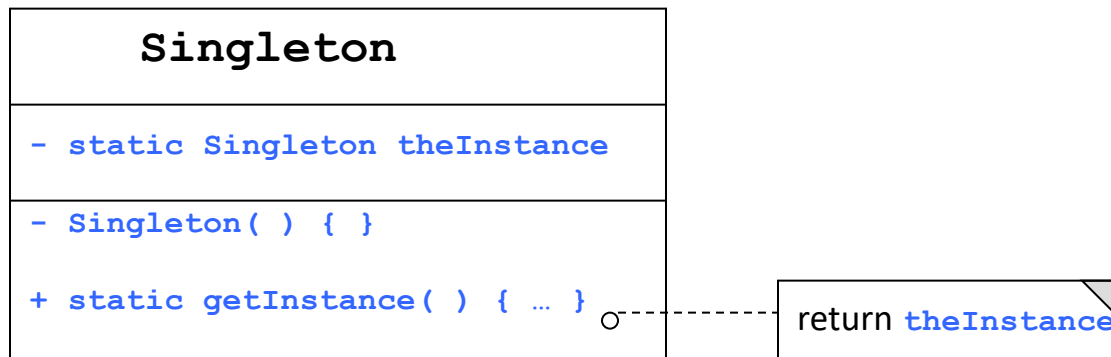 Singleton
- static Singleton theInstance
- Singleton( ) { }
+ static getInstance( ) { … }
return theInstance